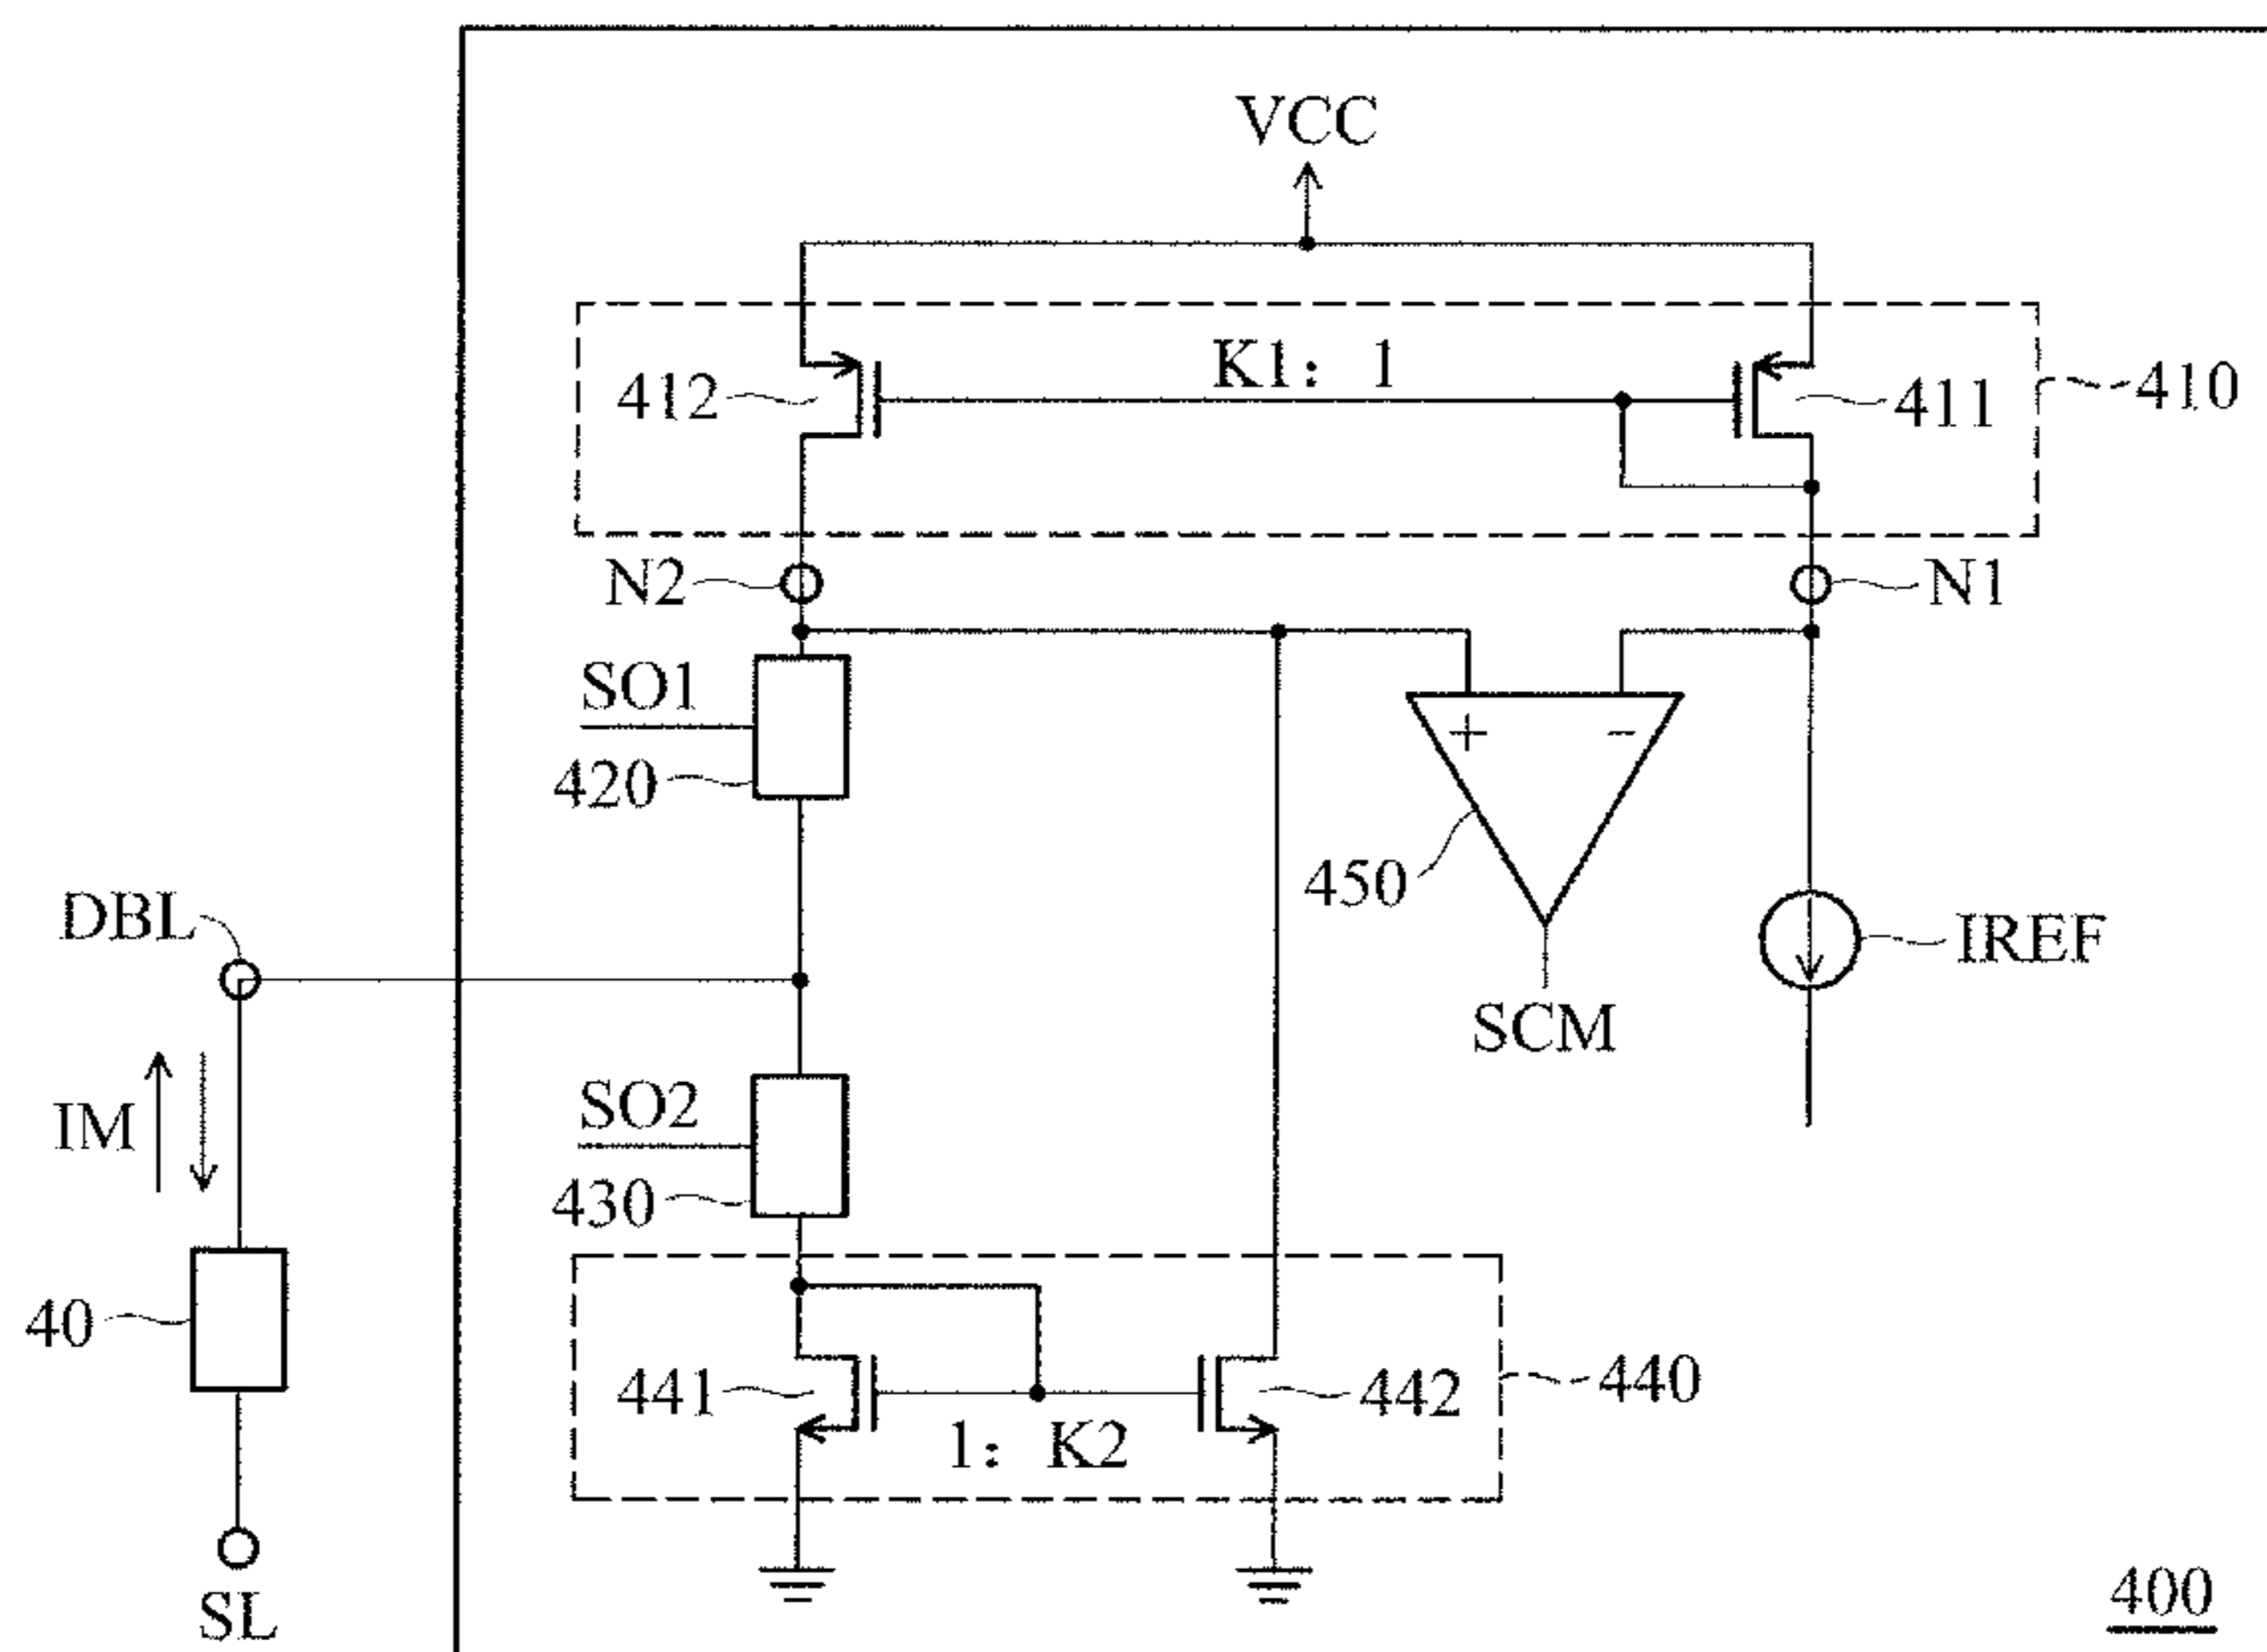 VCC
K1: 1
412
411
410
N2
N1
SO1
+
−
420
450
DBL
IREF
SCM
IM
SO2
430
40
441
442
440
1: K2
SL
400